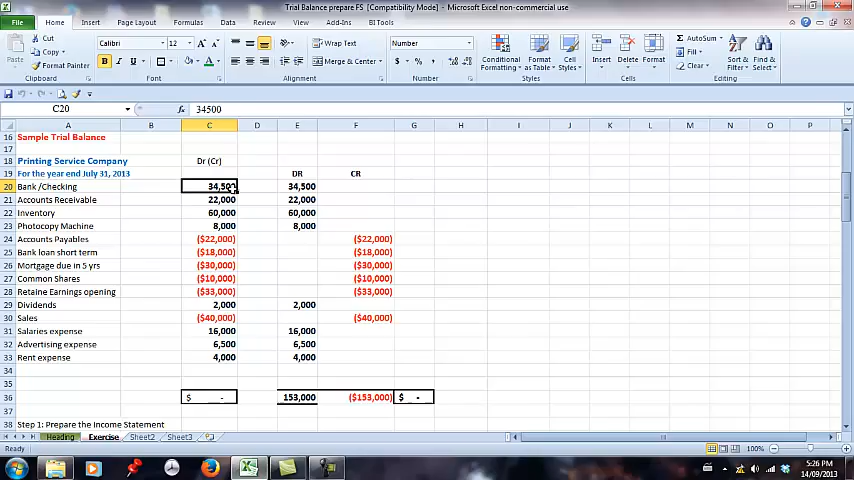 Trial Balance prepare FS [Compatibility Mode] - Microsoft Excel non-commercial use
File Home Insert Page Layout Formulas Data Review View Add-Ins BI Tools
Cut Calibri 12 Wrap Text Number AutoSum
Copy Fill
Paste Format Painter B I U Merge & Center $ % Conditional Formatting Format as Table Cell Styles Insert Delete Format Clear Sort & Filter Find & Select
Clipboard Font Alignment Number Styles Cells Editing
C20 fx 34500
A B C D E F G H I J K L M N O P
16 Sample Trial Balance
17
18 Printing Service Company Dr (Cr)
19 For the year end July 31, 2013 DR CR
20 Bank /Checking 34,500 34,500
21 Accounts Receivable 22,000 22,000
22 Inventory 60,000 60,000
23 Photocopy Machine 8,000 8,000
24 Accounts Payables ($22,000) ($22,000)
25 Bank loan short term ($18,000) ($18,000)
26 Mortgage due in 5 yrs ($30,000) ($30,000)
27 Common Shares ($10,000) ($10,000)
28 Retaine Earnings opening ($33,000) ($33,000)
29 Dividends 2,000 2,000
30 Sales ($40,000) ($40,000)
31 Salaries expense 16,000 16,000
32 Advertising expense 6,500 6,500
33 Rent expense 4,000 4,000
34
35
36 $ - 153,000 ($153,000) $ -
37
38 Step 1: Prepare the Income Statement
Heading Exercise Sheet2 Sheet3
Ready 100%
5:26 PM
14/09/2013